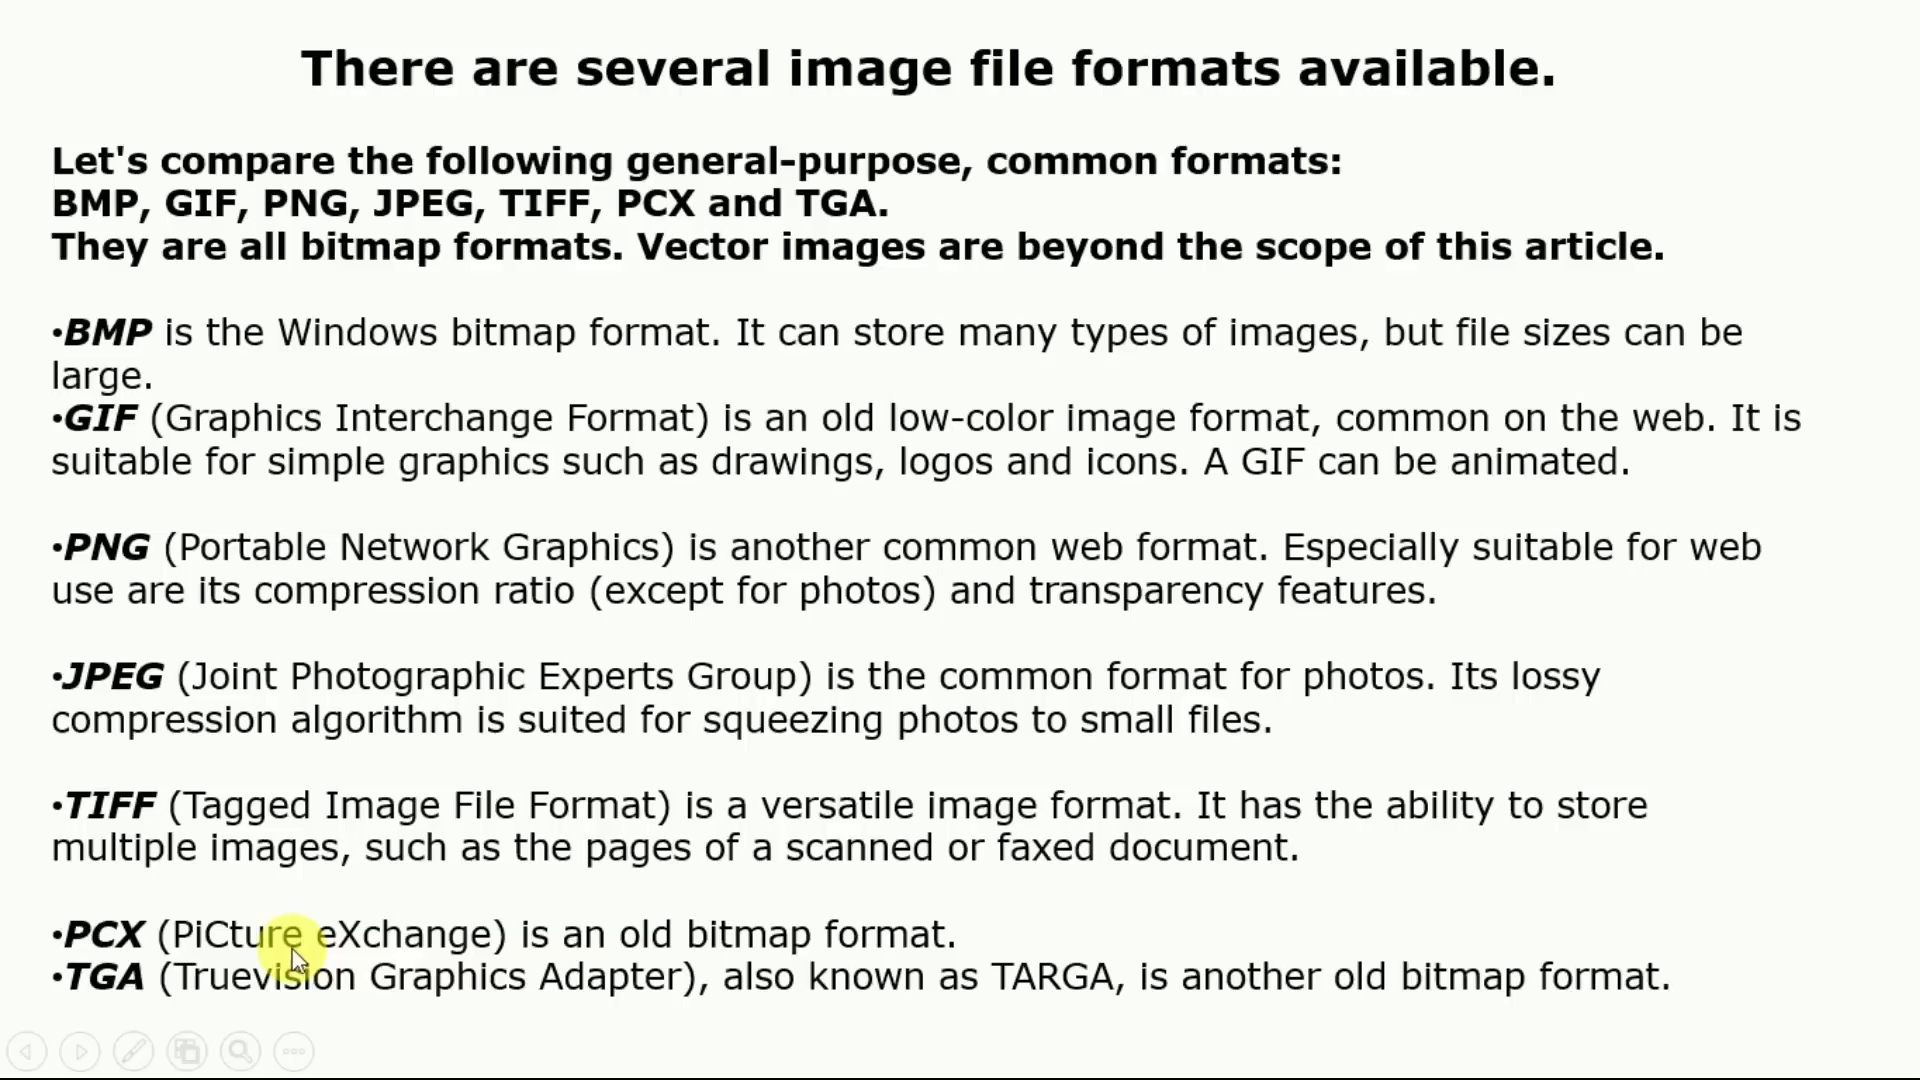 There are several image file formats available.
Let's compare the following general-purpose, common formats:
BMP, GIF, PNG, JPEG, TIFF, PCX and TGA.
They are all bitmap formats. Vector images are beyond the scope of this article.
•BMP is the Windows bitmap format. It can store many types of images, but file sizes can be
large.
•GIF (Graphics Interchange Format) is an old low-color image format, common on the web. It is
suitable for simple graphics such as drawings, logos and icons. A GIF can be animated.
•PNG (Portable Network Graphics) is another common web format. Especially suitable for web
use are its compression ratio (except for photos) and transparency features.
•JPEG (Joint Photographic Experts Group) is the common format for photos. Its lossy
compression algorithm is suited for squeezing photos to small files.
•TIFF (Tagged Image File Format) is a versatile image format. It has the ability to store
multiple images, such as the pages of a scanned or faxed document.
•PCX (PiCture eXchange) is an old bitmap format.
•TGA (Truevision Graphics Adapter), also known as TARGA, is another old bitmap format.